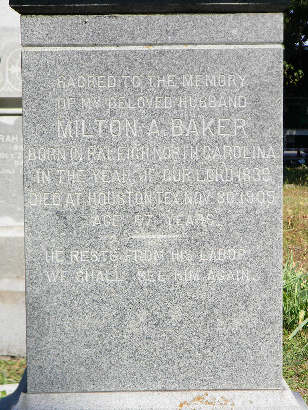 SACRED TO THE MEMORY
OF MY BELOVED HUSBAND
MILTON A. BAKER
BORN IN RALEIGH NORTH CAROLINA
IN THE YEAR OF OUR LORD
DIED AT HOUSTON TEX. NOV. 30, 1905
AGED 67 YEARS.
HE RESTS FROM HIS LABOR
WE SHALL SEE HIM AGAIN.